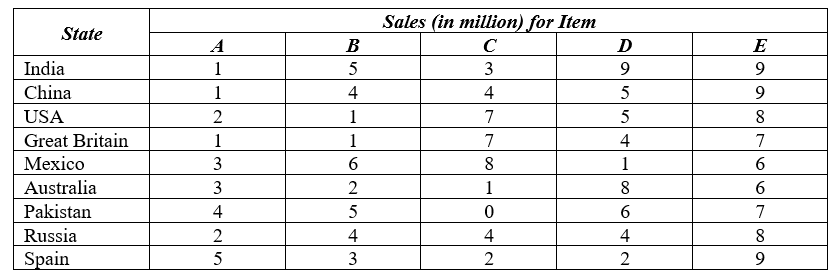 State Sales (in million) for Item
A B C D E
India 1 5 3 9 9
China 1 4 4 5 9
USA 2 1 7 5 8
Great Britain 1 1 7 4 7
Mexico 3 6 8 1 6
Australia 3 2 1 8 6
Pakistan 4 5 0 6 7
Russia 2 4 4 4 8
Spain 5 3 2 2 9